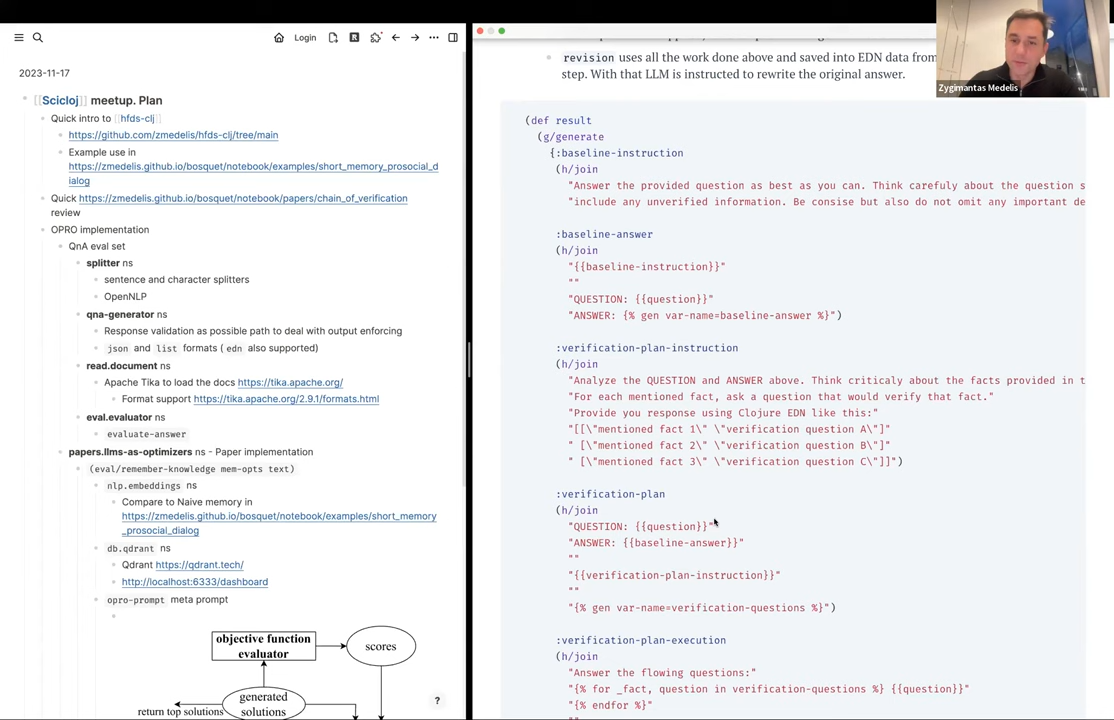 Login
2023-11-17
[[Scicloj]] meetup. Plan
Quick intro to [[hfds-clj]]
https://github.com/zmedelis/hfds-clj/tree/main
Example use in
https://zmedelis.github.io/bosquet/notebook/examples/short_memory_prosocial_d
ialog
Quick https://zmedelis.github.io/bosquet/notebook/papers/chain_of_verification
review
OPRO implementation
QnA eval set
splitter ns
sentence and character splitters
OpenNLP
qna-generator ns
Response validation as possible path to deal with output enforcing
json and list formats ( edn also supported)
read.document ns
Apache Tika to load the docs https://tika.apache.org/
Format support https://tika.apache.org/2.9.1/formats.html
eval.evaluator ns
evaluate-answer
papers.llms-as-optimizers ns - Paper implementation
(eval/remember-knowledge mem-opts text)
nlp.embeddings ns
Compare to Naive memory in
https://zmedelis.github.io/bosquet/notebook/examples/short_memory
_prosocial_dialog
db.qdrant ns
Qdrant https://qdrant.tech/
http://localhost:6333/dashboard
opro-prompt meta prompt
objective function
evaluator
scores
generated
solutions
return top solutions
?
revision uses all the work done above and saved into EDN data from
step. With that LLM is instructed to rewrite the original answer.
(def result
(g/generate
{:baseline-instruction
(h/join
"Answer the provided question as best as you can. Think carefuly about the question s
"include any unverified information. Be consise but also do not omit any important de
:baseline-answer
(h/join
"{{baseline-instruction}}"
""
"QUESTION: {{question}}"
"ANSWER: {% gen var-name=baseline-answer %}")
:verification-plan-instruction
(h/join
"Analyze the QUESTION and ANSWER above. Think criticaly about the facts provided in t
"For each mentioned fact, ask a question that would verify that fact."
"Provide you response using Clojure EDN like this:"
"[[\"mentioned fact 1\" \"verification question A\"]"
" [\"mentioned fact 2\" \"verification question B\"]"
" [\"mentioned fact 3\" \"verification question C\"]]")
:verification-plan
(h/join
"QUESTION: {{question}}"
"ANSWER: {{baseline-answer}}"
""
"{{verification-plan-instruction}}"
""
"{% gen var-name=verification-questions %}")
:verification-plan-execution
(h/join
"Answer the flowing questions:"
"{% for _fact, question in verification-questions %} {{question}}"
"{% endfor %}"
""
Zygimantas Medelis